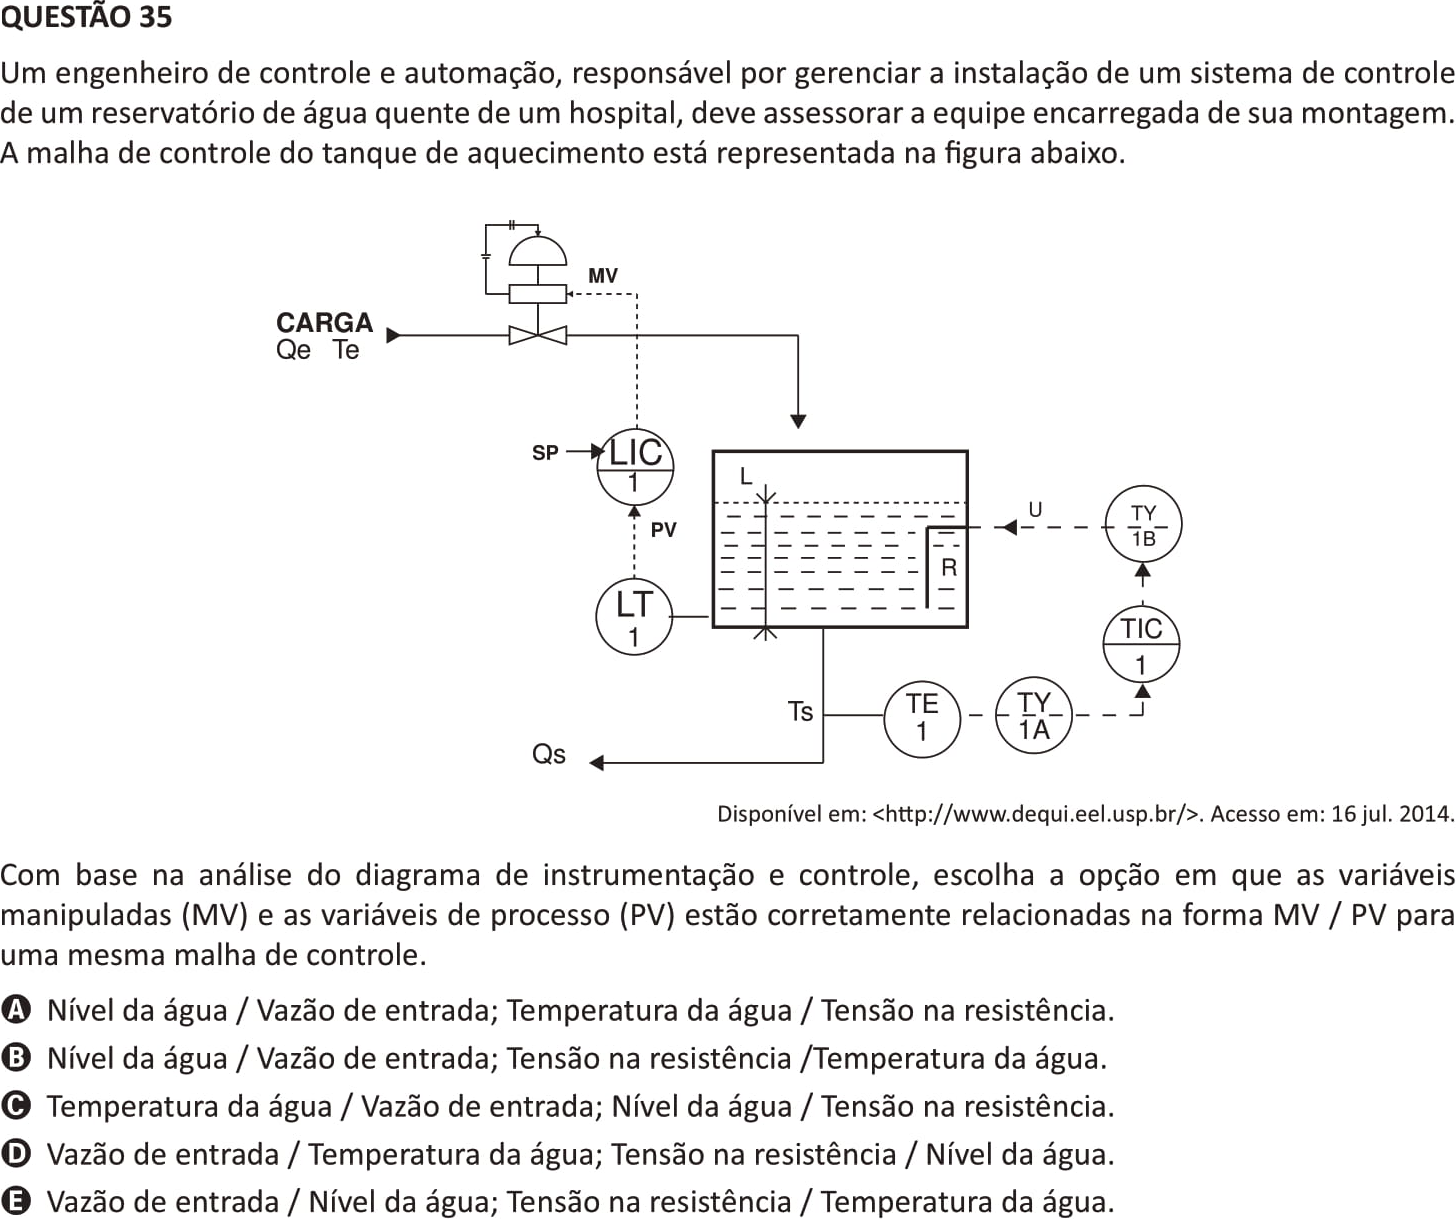 QUESTÃO 35
Um engenheiro de controle e automação, responsável por gerenciar a instalação de um sistema de controle
de um reservatório de água quente de um hospital, deve assessorar a equipe encarregada de sua montagem.
A malha de controle do tanque de aquecimento está representada na figura abaixo.
MV
CARGA
Qe Te
SP
LIC
1
L
PV
U
TY
1B
R
LT
1
TIC
1
Ts
TE
1
TY
1A
Qs
Disponível em: <http://www.dequi.eel.usp.br/>. Acesso em: 16 jul. 2014.
Com base na análise do diagrama de instrumentação e controle, escolha a opção em que as variáveis
manipuladas (MV) e as variáveis de processo (PV) estão corretamente relacionadas na forma MV / PV para
uma mesma malha de controle.
A Nível da água / Vazão de entrada; Temperatura da água / Tensão na resistência.
B Nível da água / Vazão de entrada; Tensão na resistência /Temperatura da água.
C Temperatura da água / Vazão de entrada; Nível da água / Tensão na resistência.
D Vazão de entrada / Temperatura da água; Tensão na resistência / Nível da água.
E Vazão de entrada / Nível da água; Tensão na resistência / Temperatura da água.